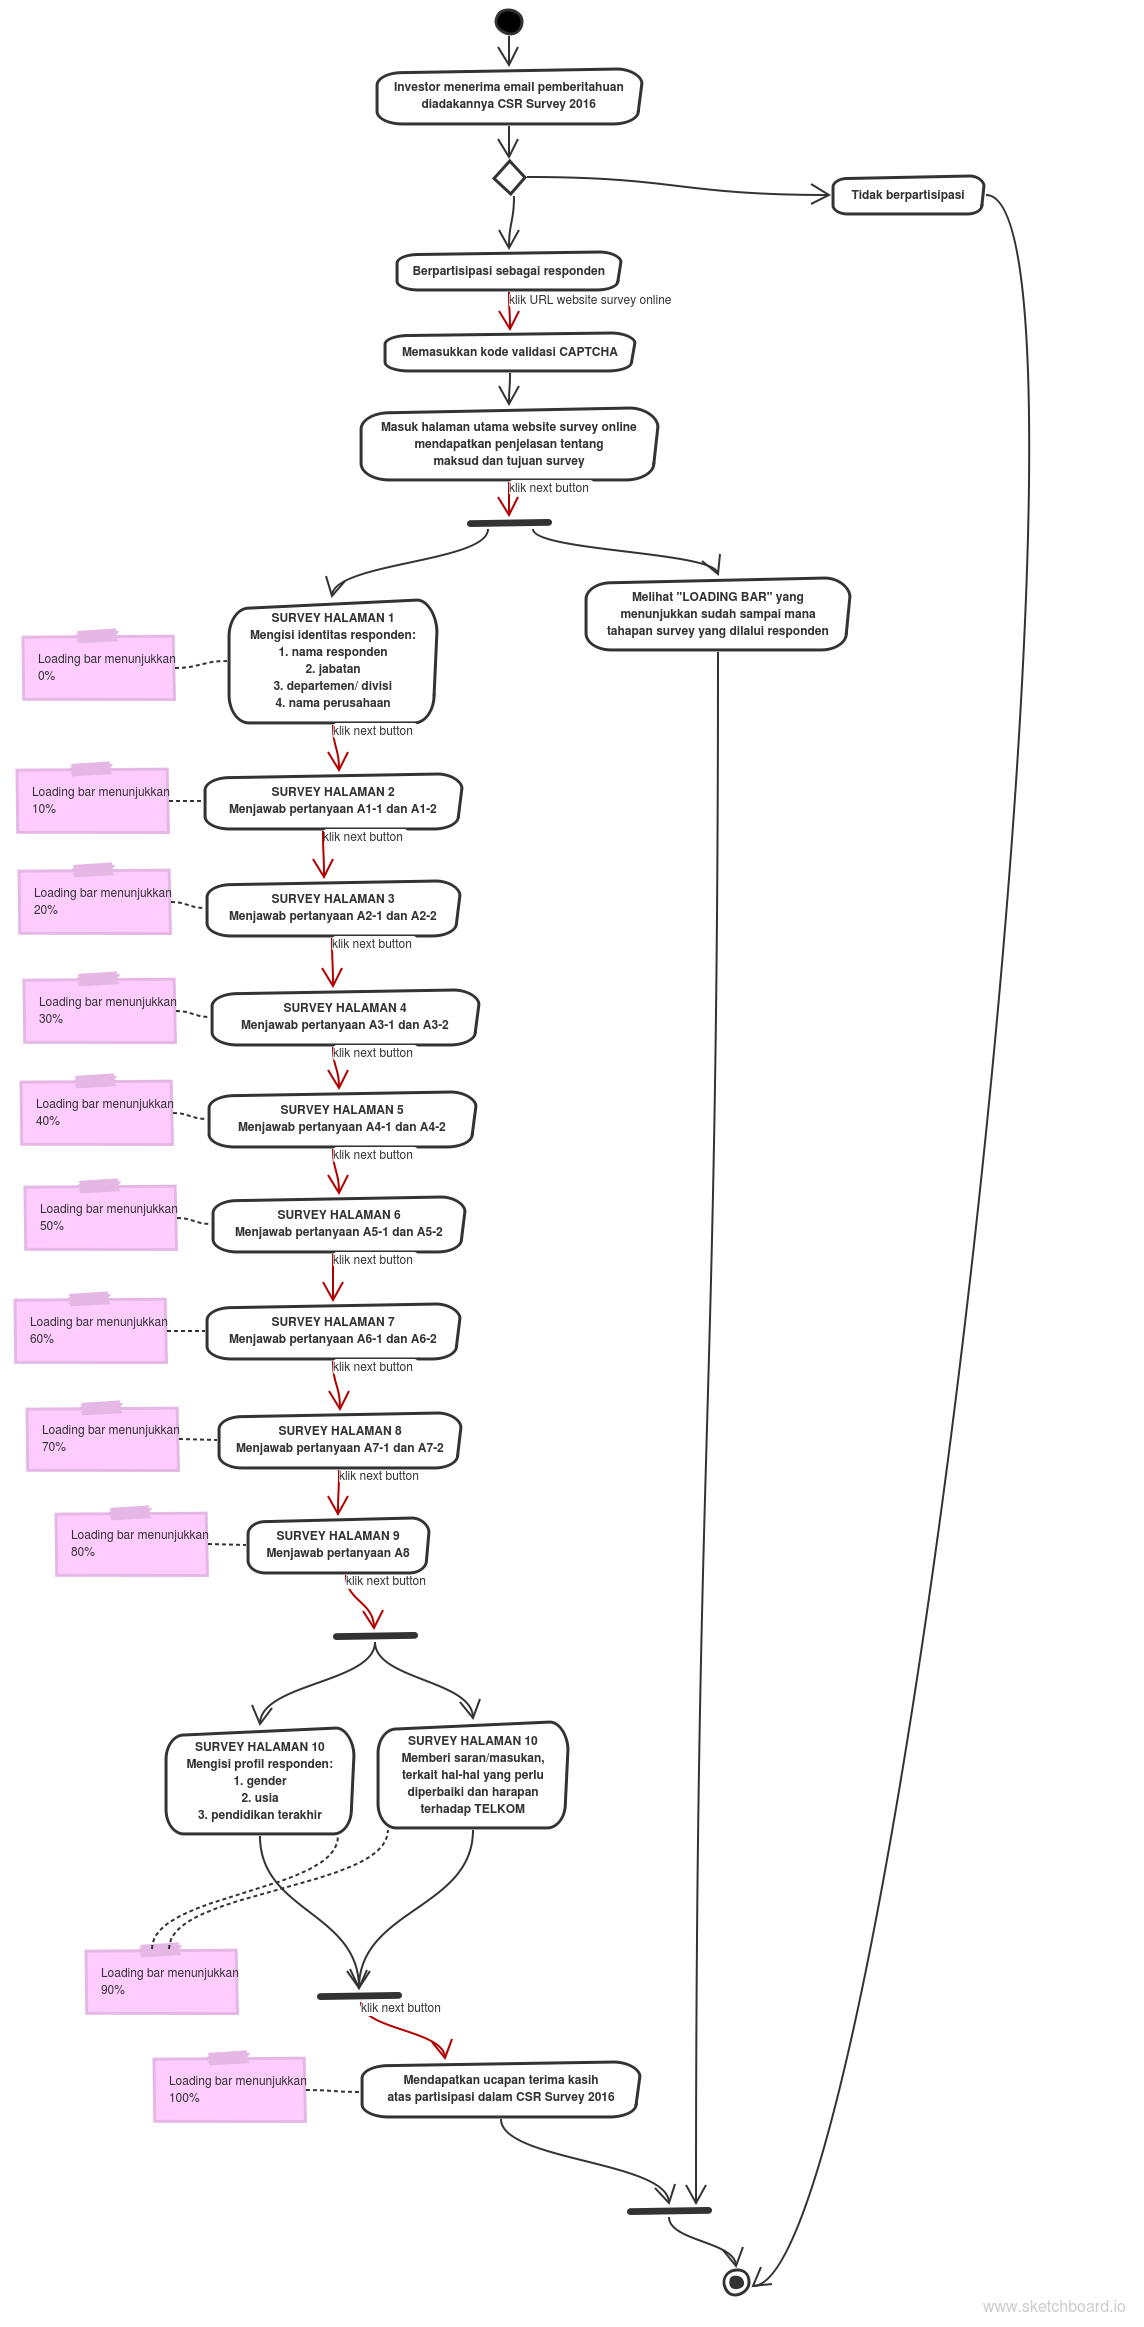 Investor menerima email pemberitahuan
diadakannya CSR Survey 2016
Tidak berpartisipasi
Berpartisipasi sebagai responden
klik URL website survey online
Memasukkan kode validasi CAPTCHA
Masuk halaman utama website survey online
mendapatkan penjelasan tentang
maksud dan tujuan survey
klik next button
Melihat "LOADING BAR" yang
menunjukkan sudah sampai mana
tahapan survey yang dilalui responden
SURVEY HALAMAN 1
Mengisi identitas responden:
1. nama responden
2. jabatan
3. departemen/ divisi
4. nama perusahaan
Loading bar menunjukkan
0%
klik next button
SURVEY HALAMAN 2
Menjawab pertanyaan A1-1 dan A1-2
Loading bar menunjukkan
10%
klik next button
SURVEY HALAMAN 3
Menjawab pertanyaan A2-1 dan A2-2
Loading bar menunjukkan
20%
klik next button
SURVEY HALAMAN 4
Menjawab pertanyaan A3-1 dan A3-2
Loading bar menunjukkan
30%
klik next button
SURVEY HALAMAN 5
Menjawab pertanyaan A4-1 dan A4-2
Loading bar menunjukkan
40%
klik next button
SURVEY HALAMAN 6
Menjawab pertanyaan A5-1 dan A5-2
Loading bar menunjukkan
50%
klik next button
SURVEY HALAMAN 7
Menjawab pertanyaan A6-1 dan A6-2
Loading bar menunjukkan
60%
klik next button
SURVEY HALAMAN 8
Menjawab pertanyaan A7-1 dan A7-2
Loading bar menunjukkan
70%
klik next button
SURVEY HALAMAN 9
Menjawab pertanyaan A8
Loading bar menunjukkan
80%
klik next button
SURVEY HALAMAN 10
Mengisi profil responden:
1. gender
2. usia
3. pendidikan terakhir
SURVEY HALAMAN 10
Memberi saran/masukan,
terkait hal-hal yang perlu
diperbaiki dan harapan
terhadap TELKOM
Loading bar menunjukkan
90%
klik next button
Mendapatkan ucapan terima kasih
atas partisipasi dalam CSR Survey 2016
Loading bar menunjukkan
100%
www.sketchboard.io